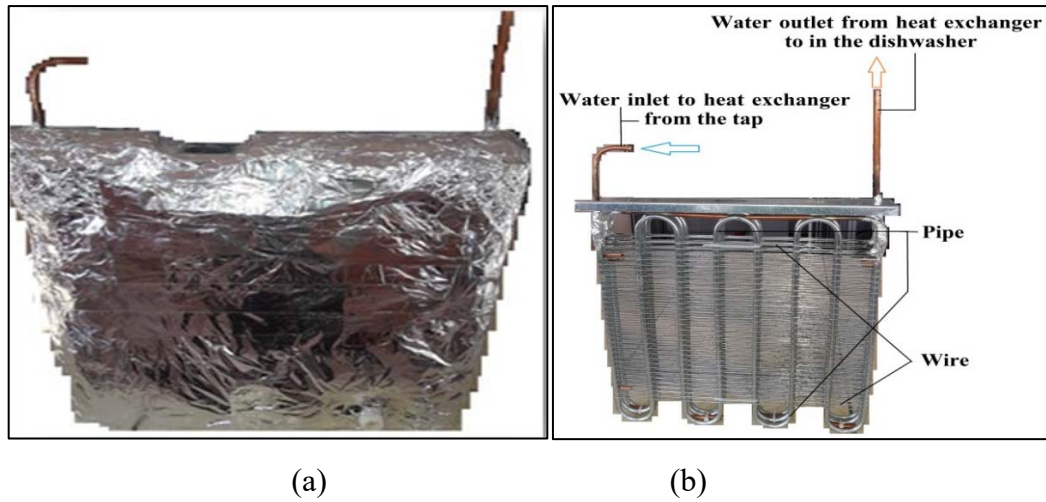 Water outlet from heat exchanger
to in the dishwasher
Water inlet to heat exchanger
from the tap
Pipe
Wire
(a)
(b)